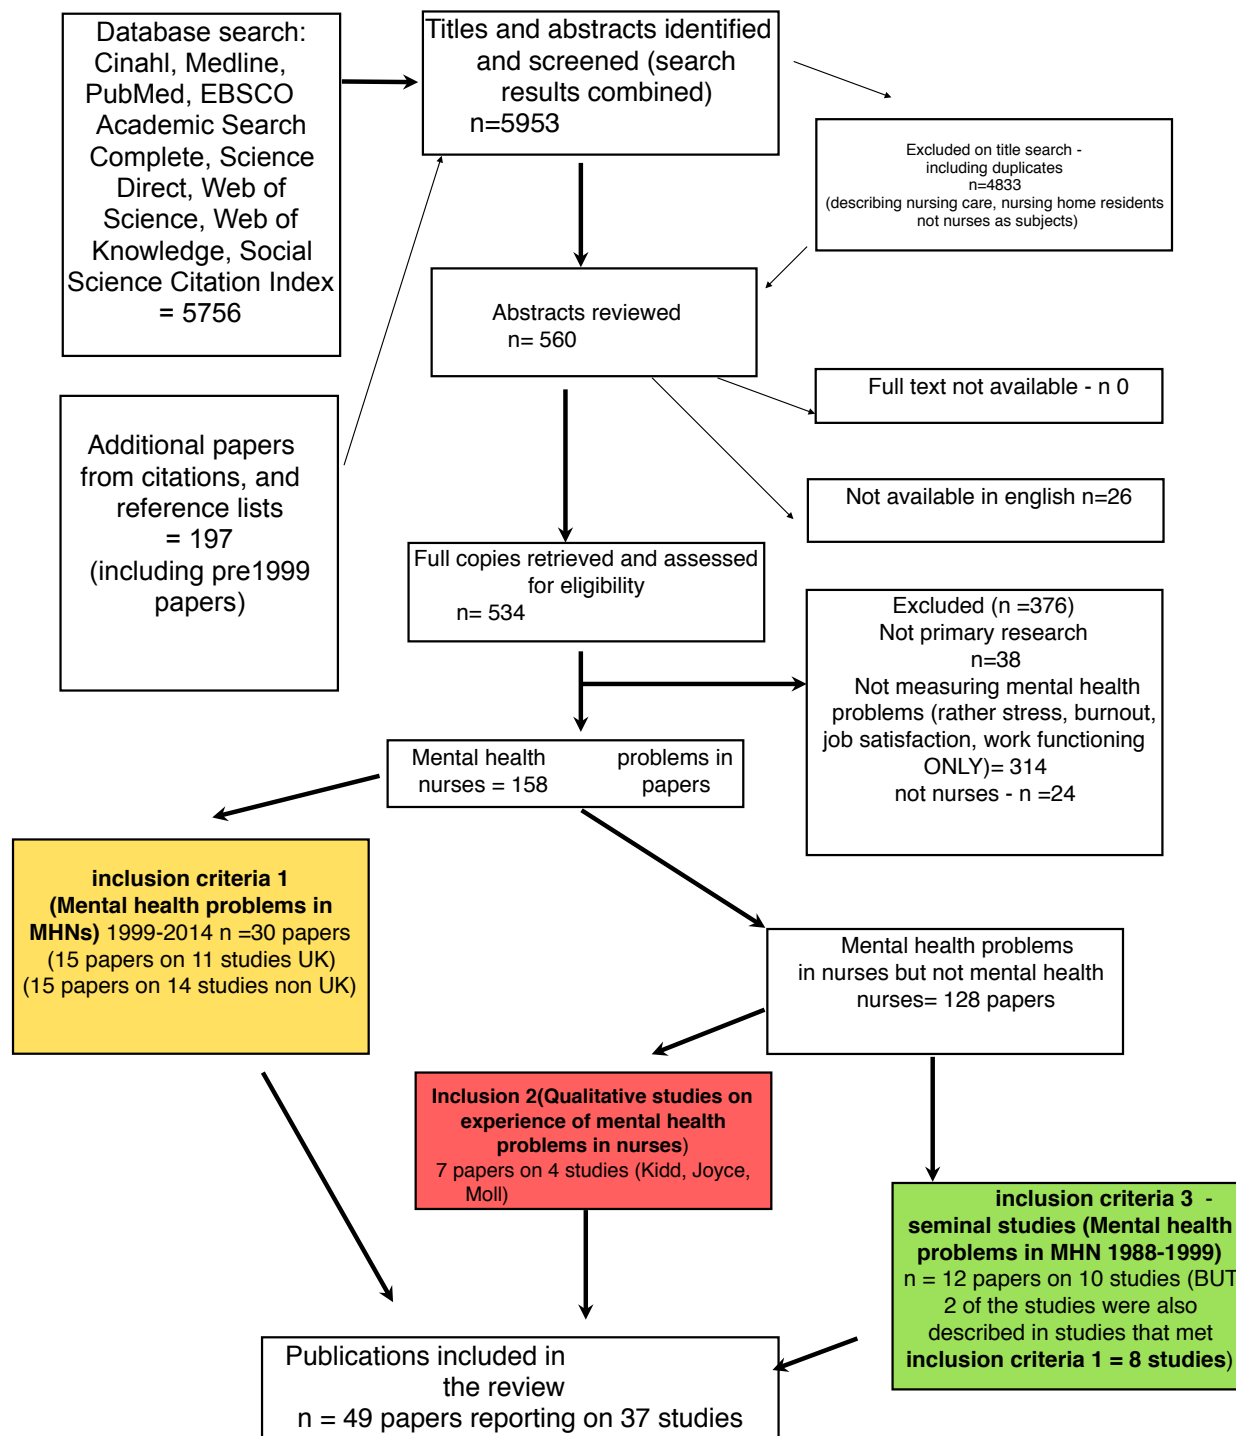 Database search:
Cinahl, Medline,
PubMed, EBSCO
Academic Search
Complete, Science
Direct, Web of
Science, Web of
Knowledge, Social
Science Citation Index
= 5756
Titles and abstracts identified
and screened (search
results combined)
n=5953
Excluded on title search -
including duplicates
n=4833
(describing nursing care, nursing home residents
not nurses as subjects)
Abstracts reviewed
n= 560
Full text not available - n 0
Additional papers
from citations, and
reference lists
= 197
(including pre1999
papers)
Not available in english n=26
Full copies retrieved and assessed
for eligibility
n= 534
Excluded (n =376)
Not primary research
n=38
Not measuring mental health
problems (rather stress, burnout,
job satisfaction, work functioning
ONLY)= 314
not nurses - n =24
Mental health problems in
nurses = 158 papers
inclusion criteria 1
(Mental health problems in
MHNs) 1999-2014 n =30 papers
(15 papers on 11 studies UK)
(15 papers on 14 studies non UK)
Mental health problems
in nurses but not mental health
nurses= 128 papers
Inclusion 2(Qualitative studies on
experience of mental health
problems in nurses)
7 papers on 4 studies (Kidd, Joyce,
Moll)
inclusion criteria 3 -
seminal studies (Mental health
problems in MHN 1988-1999)
n = 12 papers on 10 studies (BUT
2 of the studies were also
described in studies that met
inclusion criteria 1 = 8 studies)
Publications included in
the review
n = 49 papers reporting on 37 studies